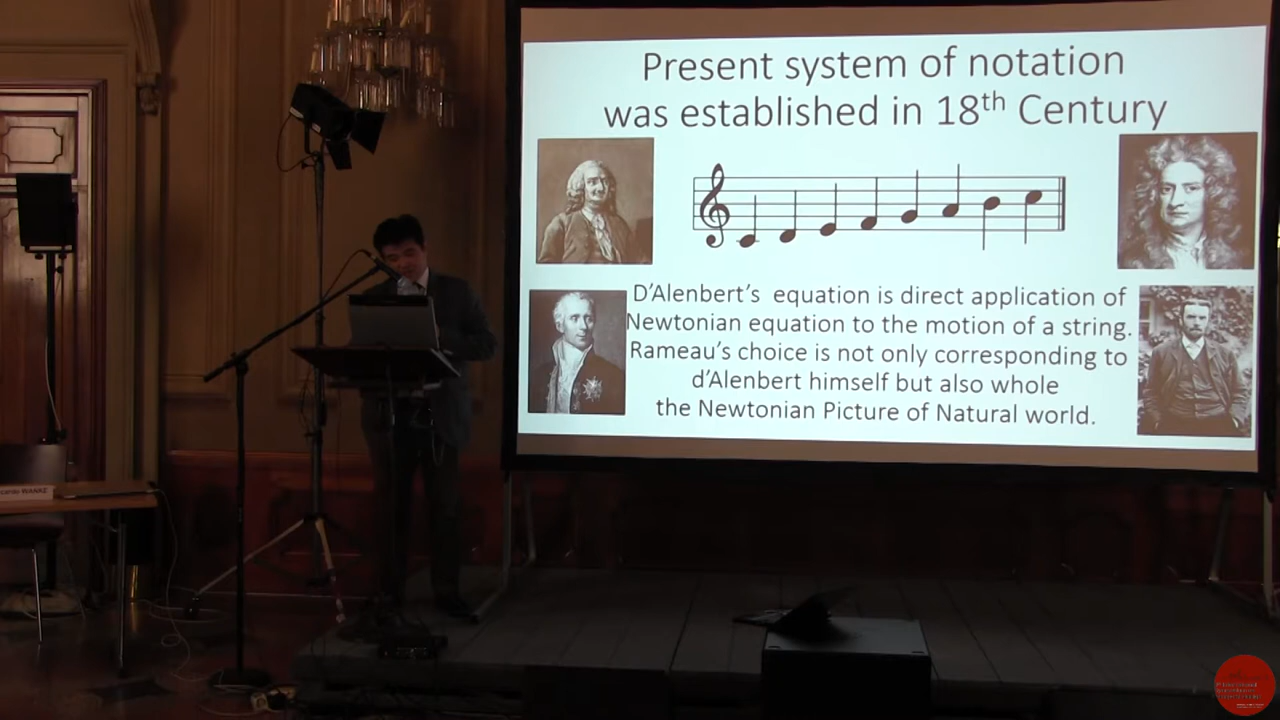 Present system of notation
was established in 18th Century
D'Alenbert's equation is direct application of
Newtonian equation to the motion of a string.
Rameau's choice is not only corresponding to
d'Alenbert himself but also whole
the Newtonian Picture of Natural world.